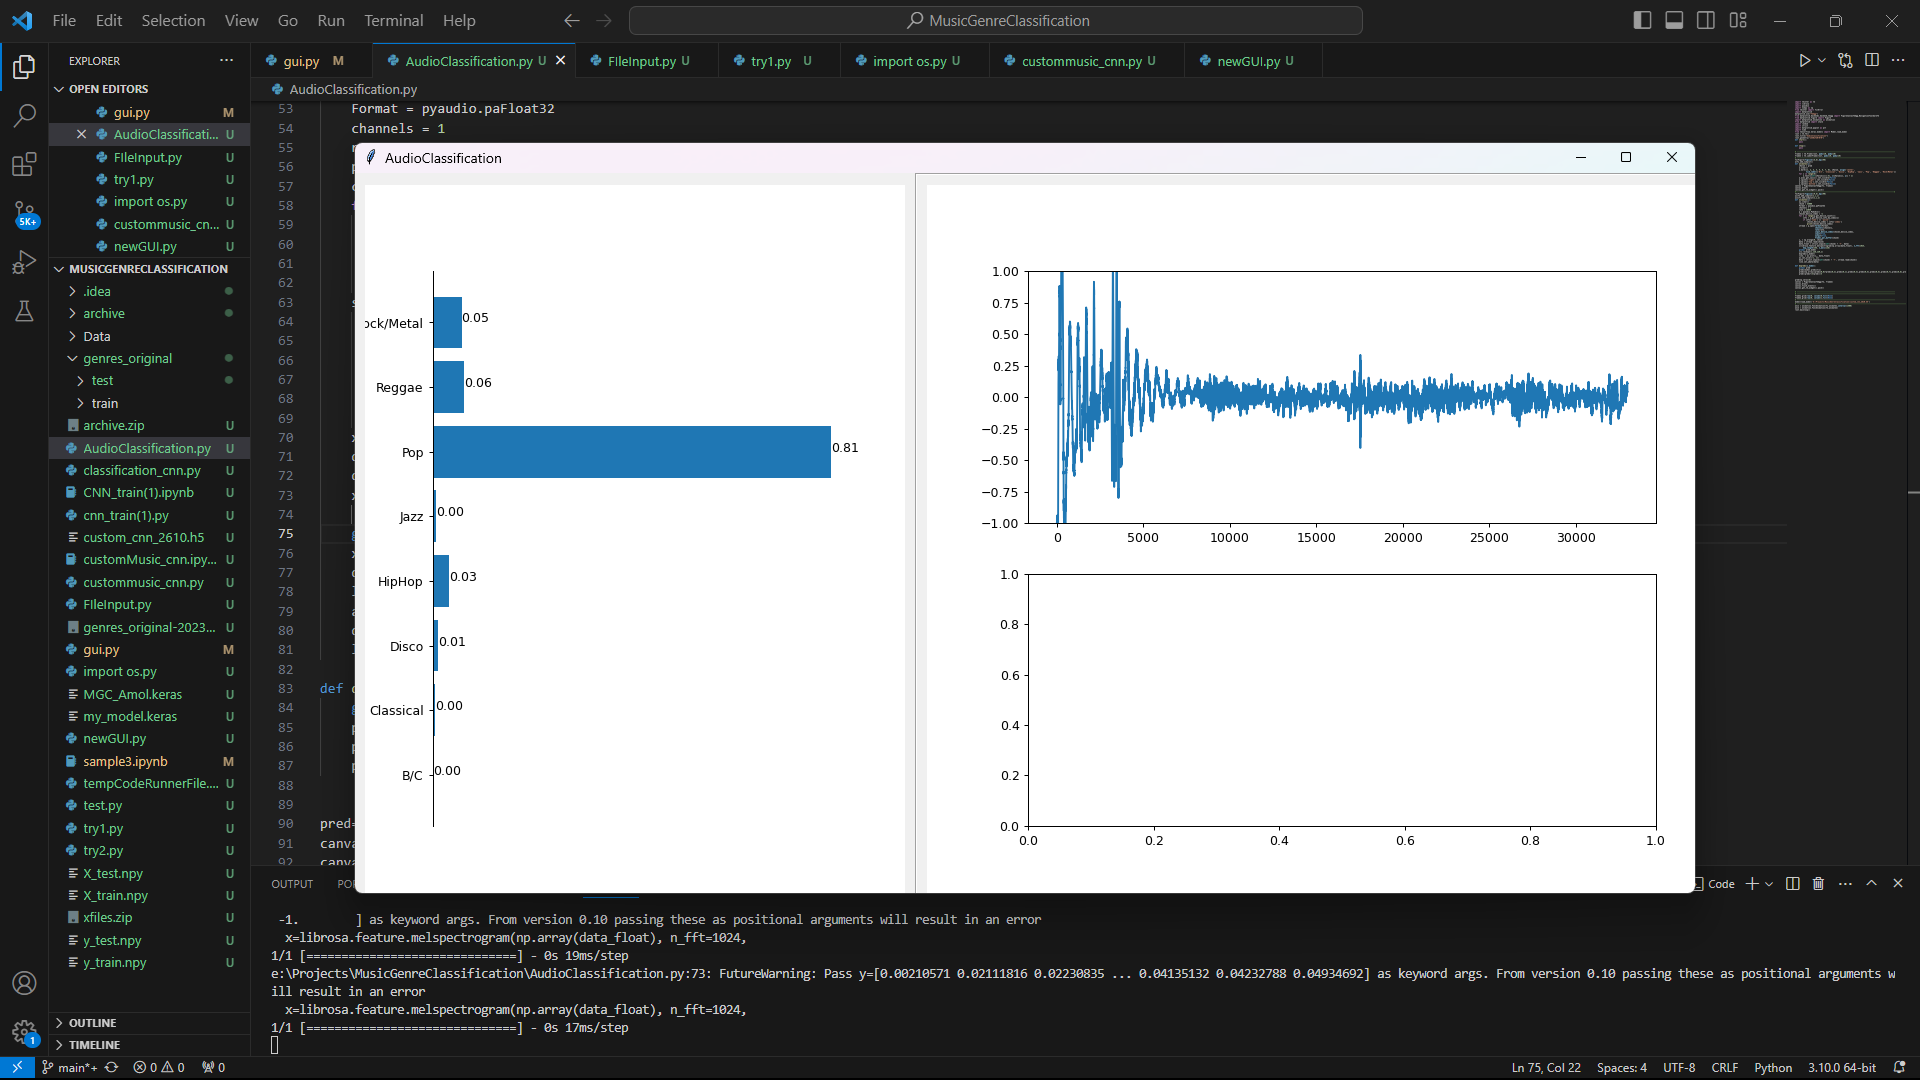 File Edit Selection View Go Run Terminal Help
MusicGenreClassification
EXPLORER
gui.py M
AudioClassification.py U
FIleInput.py U
try1.py U
import os.py U
custommusic_cnn.py U
newGUI.py U
OPEN EDITORS
gui.py M
AudioClassificati... U
FIleInput.py U
try1.py U
import os.py U
custommusic_cn... U
newGUI.py U
5K+
MUSICGENRECLASSIFICATION
.idea
archive
Data
genres_original
test
train
archive.zip U
AudioClassification.py U
classification_cnn.py U
CNN_train(1).ipynb U
cnn_train(1).py U
custom_cnn_2610.h5 U
customMusic_cnn.ipy... U
custommusic_cnn.py U
FIleInput.py U
genres_original-2023... U
gui.py M
import os.py U
MGC_Amol.keras U
my_model.keras U
newGUI.py U
sample3.ipynb M
tempCodeRunnerFile.... U
test.py U
try1.py U
try2.py U
X_test.npy U
X_train.npy U
xfiles.zip U
y_test.npy U
y_train.npy U
OUTLINE
TIMELINE
1
AudioClassification.py
53 Format = pyaudio.paFloat32
54 channels = 1
55
56
57
58
59
60
61
62
63
64
65
66
67
68
69
70
71
72
73
74
75
76
77
78
79
80
81
82
83 def
84
85
86
87
88
89
90 pred=
91 canva
92 canva
AudioClassification
ock/Metal 0.05
Reggae 0.06
Pop 0.81
Jazz 0.00
HipHop 0.03
Disco 0.01
Classical 0.00
B/C 0.00
1.00
0.75
0.50
0.25
0.00
−0.25
−0.50
−0.75
−1.00
0 5000 10000 15000 20000 25000 30000
1.0
0.8
0.6
0.4
0.2
0.0
0.0 0.2 0.4 0.6 0.8 1.0
OUTPUT PO
Code
-1. ] as keyword args. From version 0.10 passing these as positional arguments will result in an error
x=librosa.feature.melspectrogram(np.array(data_float), n_fft=1024,
1/1 [==============================] - 0s 19ms/step
e:\Projects\MusicGenreClassification\AudioClassification.py:73: FutureWarning: Pass y=[0.00210571 0.02111816 0.02230835 ... 0.04135132 0.04232788 0.04934692] as keyword args. From version 0.10 passing these as positional arguments w
ill result in an error
x=librosa.feature.melspectrogram(np.array(data_float), n_fft=1024,
1/1 [==============================] - 0s 17ms/step
main*+ 0 0 0
Ln 75, Col 22 Spaces: 4 UTF-8 CRLF Python 3.10.0 64-bit